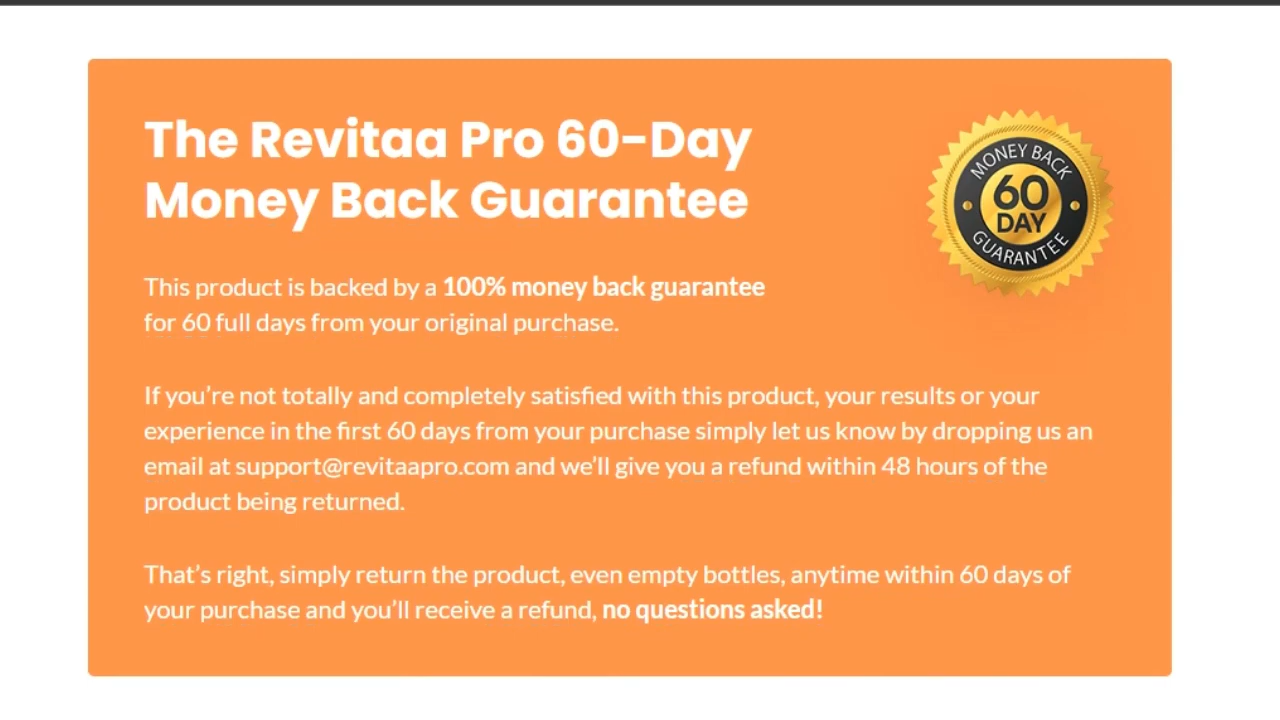 The Revitaa Pro 60-Day
Money Back Guarantee
MONEY BACK
60
DAY
GUARANTEE
This product is backed by a 100% money back guarantee
for 60 full days from your original purchase.
If you’re not totally and completely satisfied with this product, your results or your
experience in the first 60 days from your purchase simply let us know by dropping us an
email at support@revitaapro.com and we’ll give you a refund within 48 hours of the
product being returned.
That’s right, simply return the product, even empty bottles, anytime within 60 days of
your purchase and you’ll receive a refund, no questions asked!